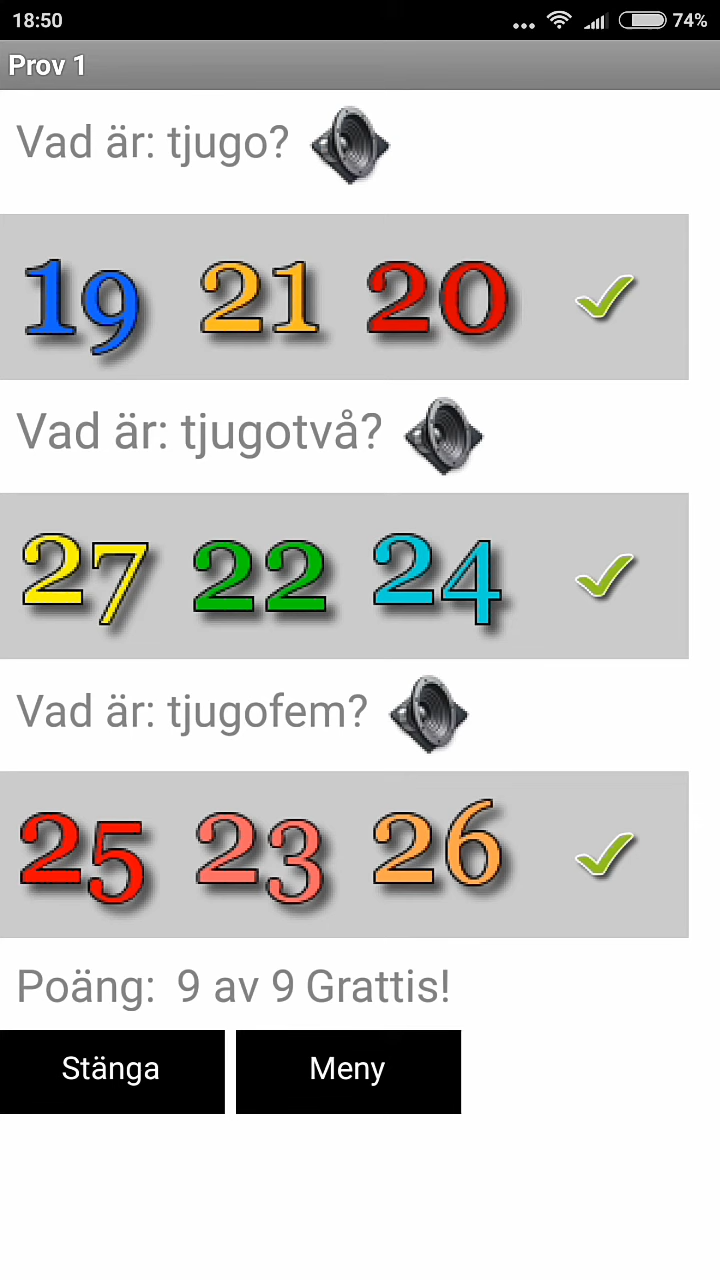 18:50 ... 74%
Prov 1
Vad är: tjugo?
19 21 20
Vad är: tjugotvå?
27 22 24
Vad är: tjugofem?
25 23 26
Poäng: 9 av 9 Grattis!
Stänga Meny